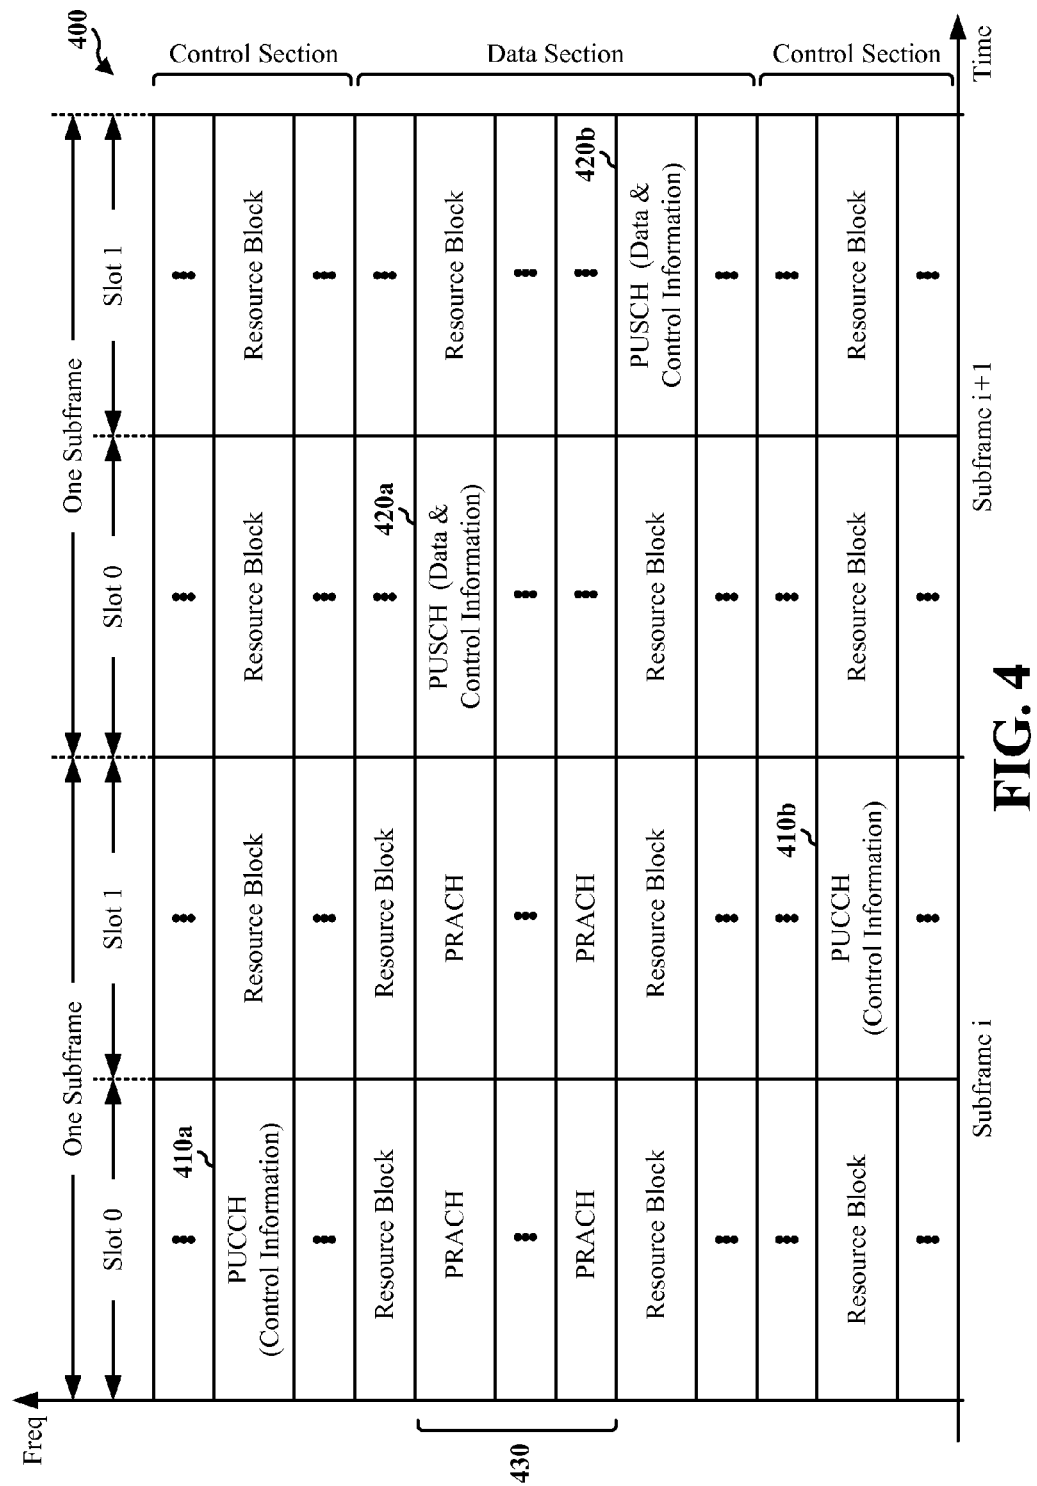 Freq
400
One Subframe
One Subframe
Slot 0
Slot 1
Slot 0
Slot 1
410a
Control Section
PUCCH
(Control Information)
Resource Block
Resource Block
Resource Block
420a
Resource Block
Resource Block
Data Section
430
PRACH
PRACH
PUSCH (Data &
Control Information)
Resource Block
PRACH
PRACH
420b
Resource Block
Resource Block
Resource Block
PUSCH (Data &
Control Information)
410b
Control Section
Resource Block
PUCCH
(Control Information)
Resource Block
Resource Block
Subframe i
Subframe i+1
Time
FIG. 4